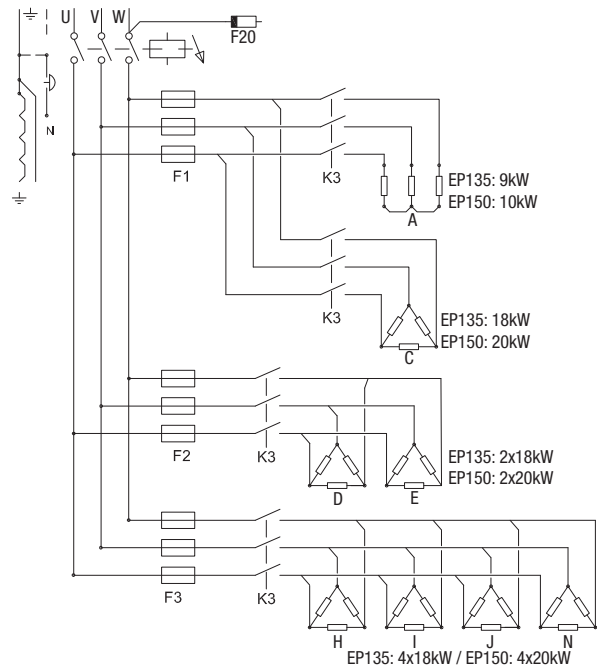 U V W
F20
N
F1
K3
EP135: 9kW
EP150: 10kW
A
K3
EP135: 18kW
EP150: 20kW
C
F2
K3
D
E
EP135: 2x18kW
EP150: 2x20kW
F3
K3
H I J N
EP135: 4x18kW / EP150: 4x20kW